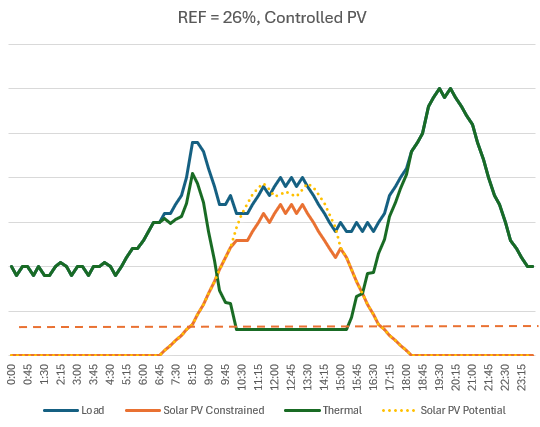 REF = 26%, Controlled PV
0:00 0:45 1:30 2:15 3:00 3:45 4:30 5:15 6:00 6:45 7:30 8:15 9:00 9:45 10:30 11:15 12:00 12:45 13:30 14:15 15:00 15:45 16:30 17:15 18:00 18:45 19:30 20:15 21:00 21:45 22:30 23:15
Load Solar PV Constrained Thermal Solar PV Potential